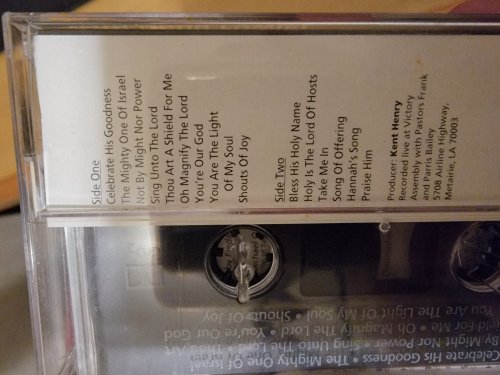 Side One
Celebrate His Goodness
The Mighty One Of Israel
Not By Might Nor Power
Sing Unto The Lord
Thou Art A Shield For Me
Oh Magnify The Lord
You're Our God
You Are The Light
Of My Soul
Shouts Of Joy
Side Two
Bless His Holy Name
Holy Is The Lord Of Hosts
Take Me In
Song Of Offering
Hannah's Song
Praise Him
Producer Kent Henry
Recorded live at Victory
Assembly with Pastors Frank
and Parris Bailey
5708 Airline Highway,
Metairie, LA 70003
Celebrate His Goodness • The Mighty One Of Israel
By Might Nor Power • Sing Unto The Lord • Thou Art
eld For Me • Oh Magnify The Lord • You're Our God
You Are The Light Of My Soul • Shouts Of Joy